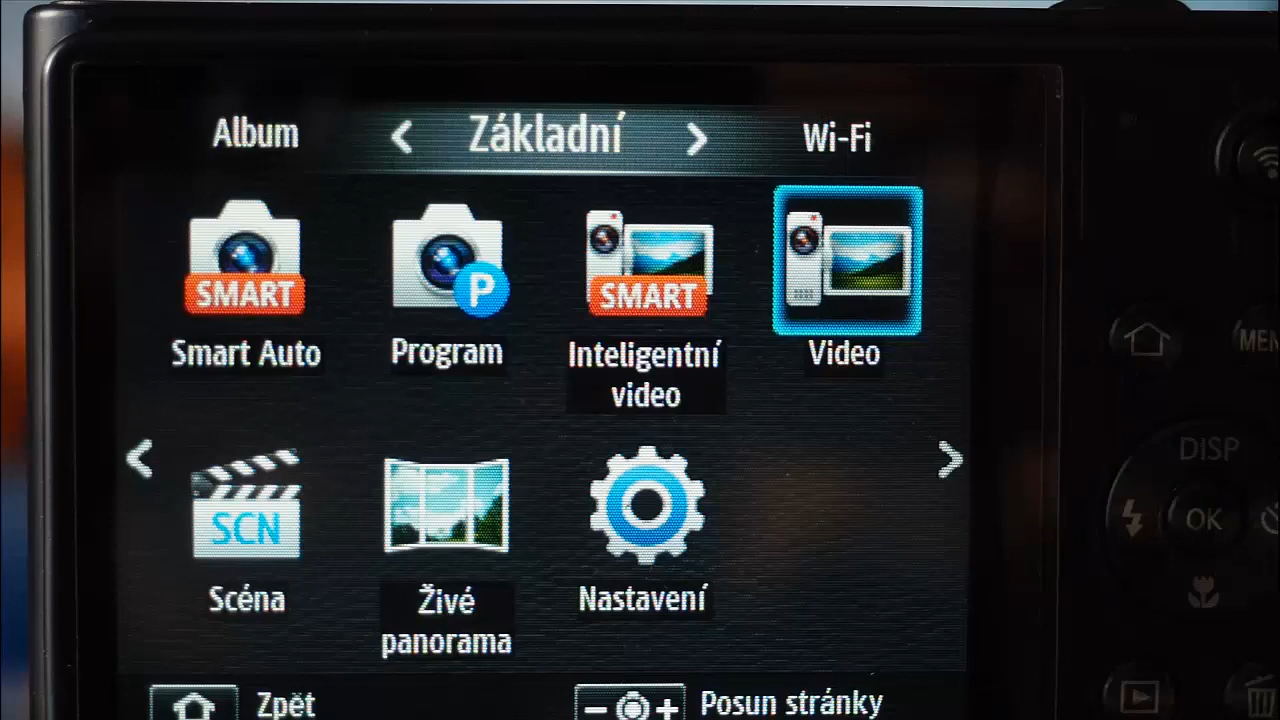 Album
Základní
Wi-Fi
SMART
P
SMART
Smart Auto
Program
Inteligentní
video
Video
SCN
Scéna
Živé
panorama
Nastavení
Zpět
Posun stránky
DISP
OK